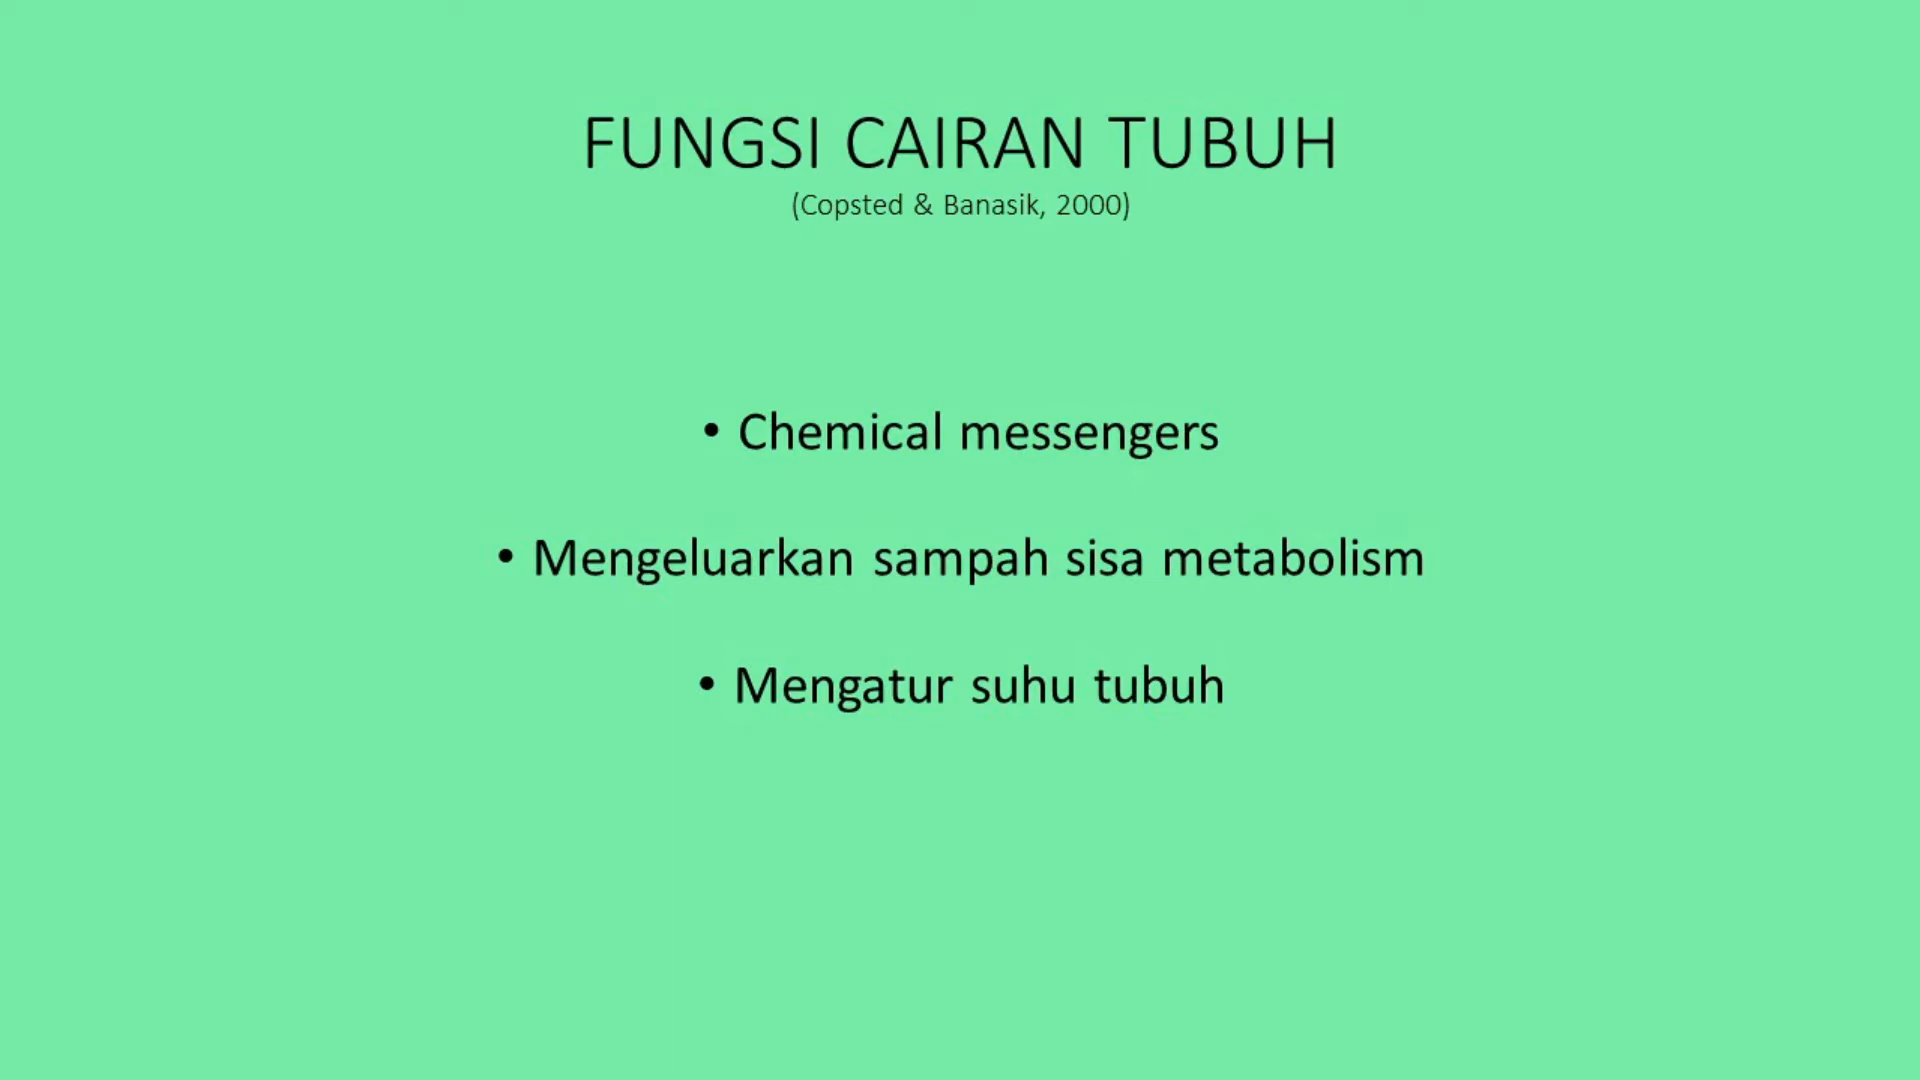 FUNGSI CAIRAN TUBUH
(Copsted & Banasik, 2000)
• Chemical messengers
• Mengeluarkan sampah sisa metabolism
• Mengatur suhu tubuh